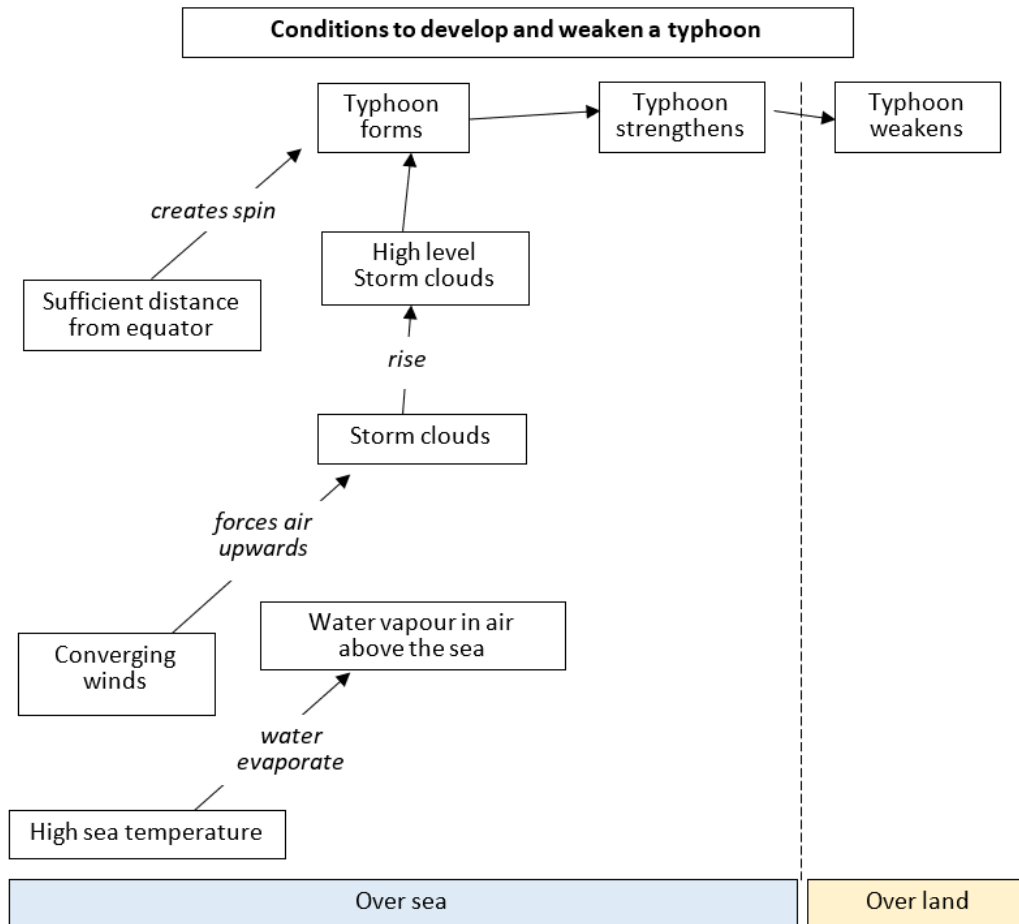 Conditions to develop and weaken a typhoon
Typhoon
forms
Typhoon
strengthens
Typhoon
weakens
creates spin
High level
Storm clouds
Sufficient distance
from equator
rise
Storm clouds
forces air
upwards
Water vapour in air
above the sea
Converging
winds
water
evaporate
High sea temperature
Over sea
Over land